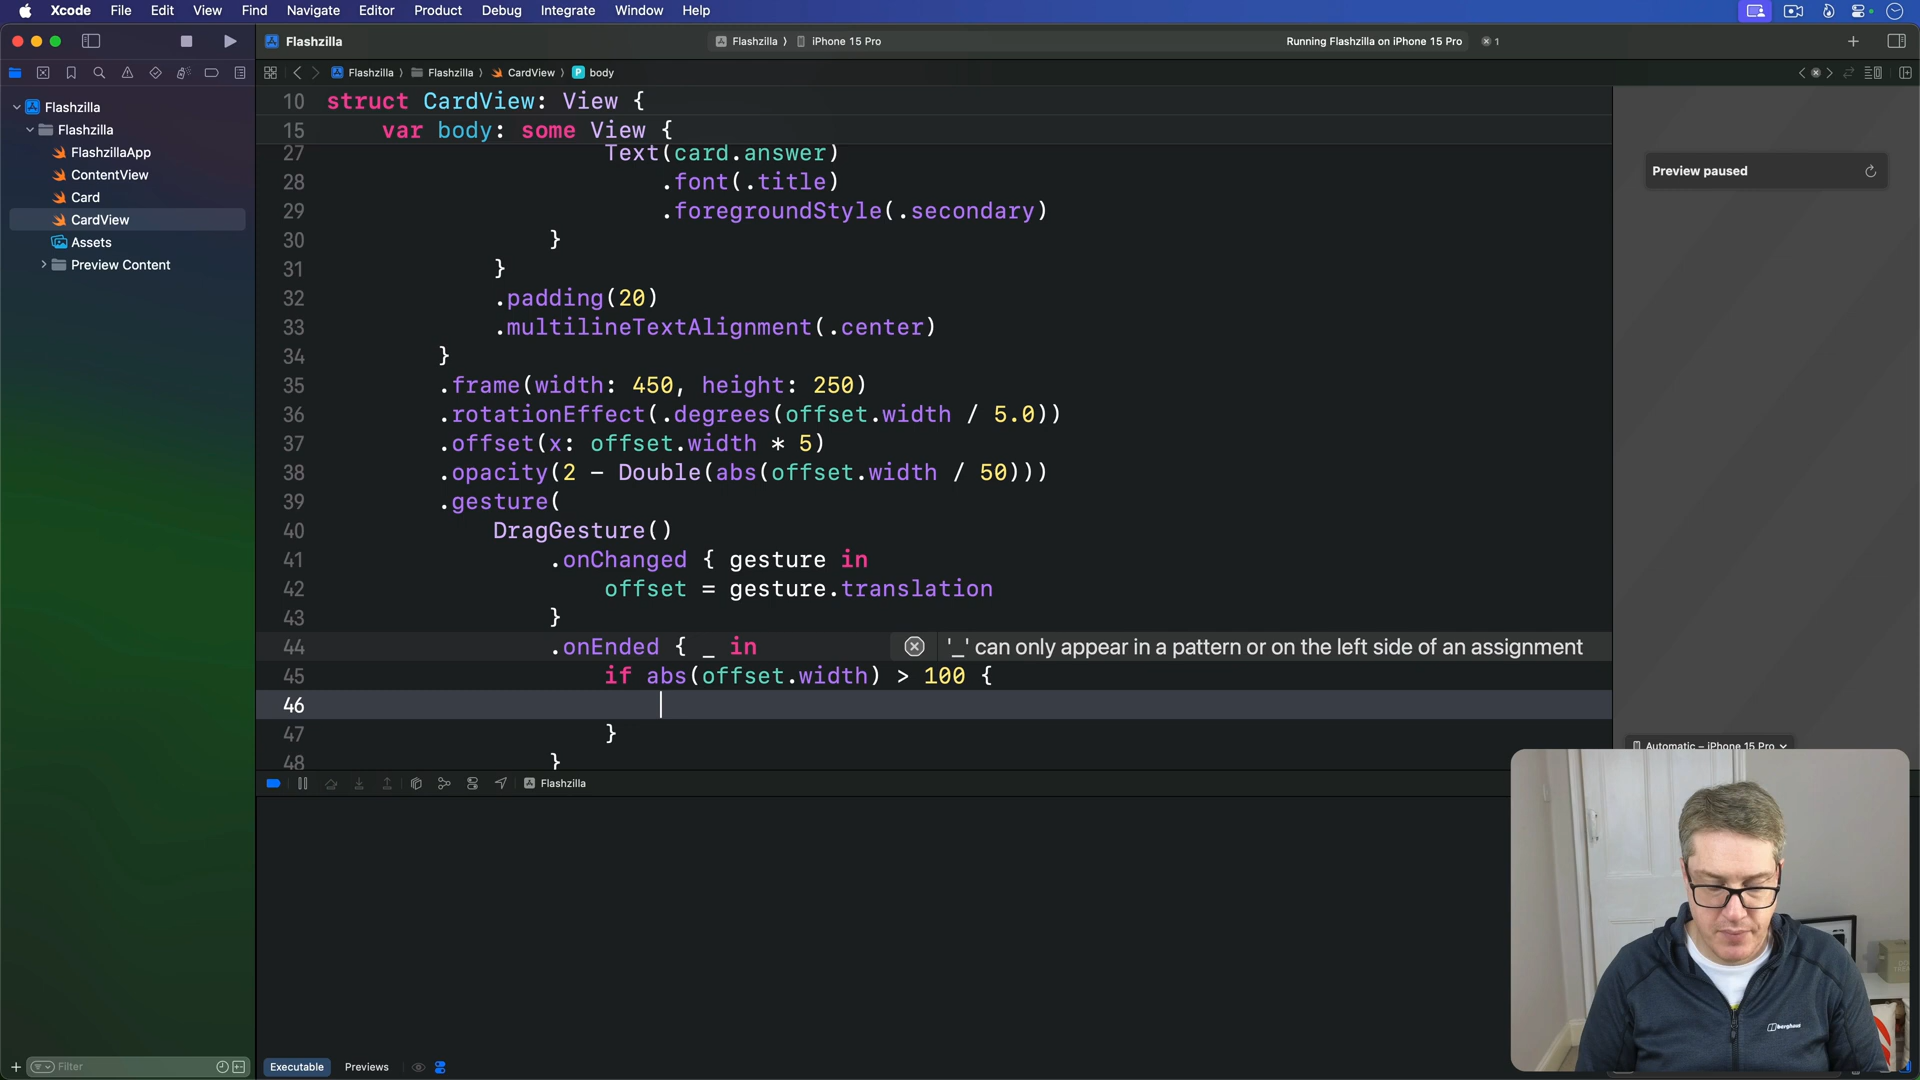 Xcode File Edit View Find Navigate Editor Product Debug Integrate Window Help
Flashzilla
Flashzilla iPhone 15 Pro
Running Flashzilla on iPhone 15 Pro 1
Flashzilla Flashzilla CardView body
Flashzilla
Flashzilla
FlashzillaApp
ContentView
Card
CardView
Assets
Preview Content
10 struct CardView: View {
15 var body: some View {
27 Text(card.answer)
28 .font(.title)
29 .foregroundStyle(.secondary)
30 }
31 }
32 .padding(20)
33 .multilineTextAlignment(.center)
34 }
35 .frame(width: 450, height: 250)
36 .rotationEffect(.degrees(offset.width / 5.0))
37 .offset(x: offset.width * 5)
38 .opacity(2 - Double(abs(offset.width / 50)))
39 .gesture(
40 DragGesture()
41 .onChanged { gesture in
42 offset = gesture.translation
43 }
44 .onEnded { _ in '_' can only appear in a pattern or on the left side of an assignment
45 if abs(offset.width) > 100 {
46
47 }
48 }
Preview paused
Automatic – iPhone 15 Pro
Flashzilla
Filter
Executable Previews
berghaus